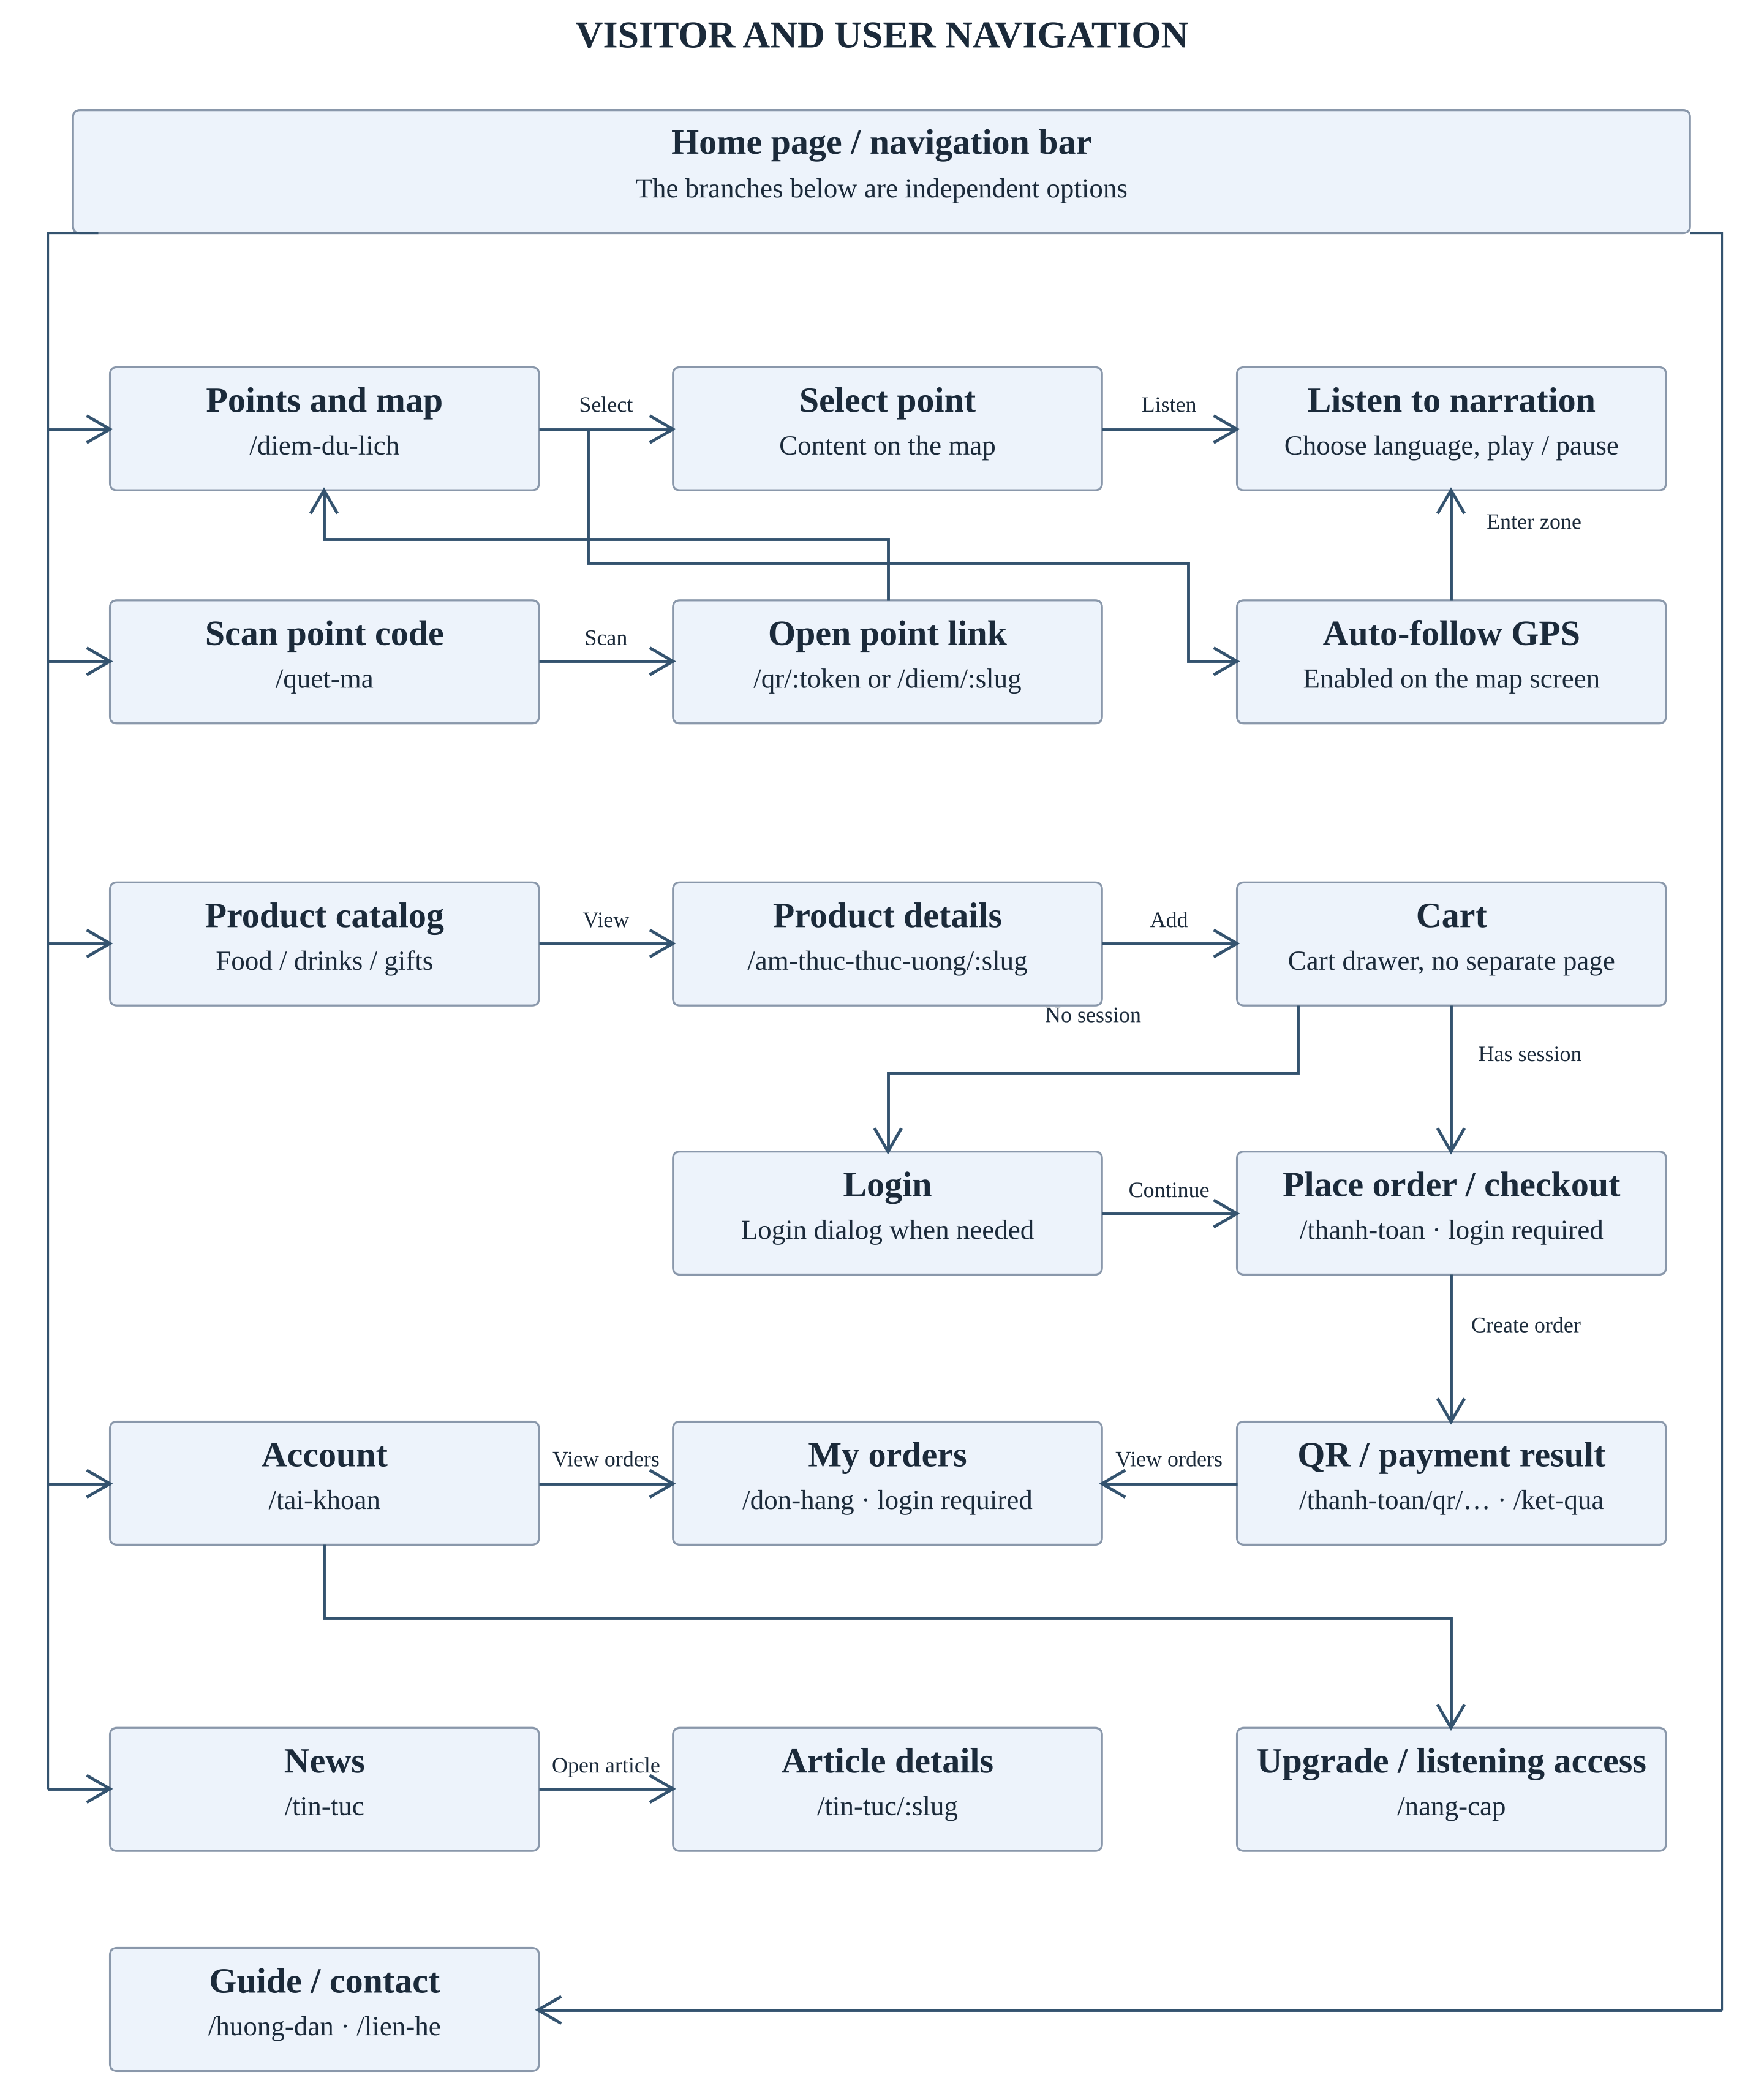 VISITOR AND USER NAVIGATION
Home page / navigation bar
The branches below are independent options
Points and map
/diem-du-lich
Select
Select point
Content on the map
Listen
Listen to narration
Choose language, play / pause
Enter zone
Scan point code
/quet-ma
Scan
Open point link
/qr/:token or /diem/:slug
Auto-follow GPS
Enabled on the map screen
Product catalog
Food / drinks / gifts
View
Product details
/am-thuc-thuc-uong/:slug
Add
Cart
Cart drawer, no separate page
No session
Has session
Login
Login dialog when needed
Continue
Place order / checkout
/thanh-toan · login required
Create order
Account
/tai-khoan
View orders
My orders
/don-hang · login required
View orders
QR / payment result
/thanh-toan/qr/… · /ket-qua
News
/tin-tuc
Open article
Article details
/tin-tuc/:slug
Upgrade / listening access
/nang-cap
Guide / contact
/huong-dan · /lien-he